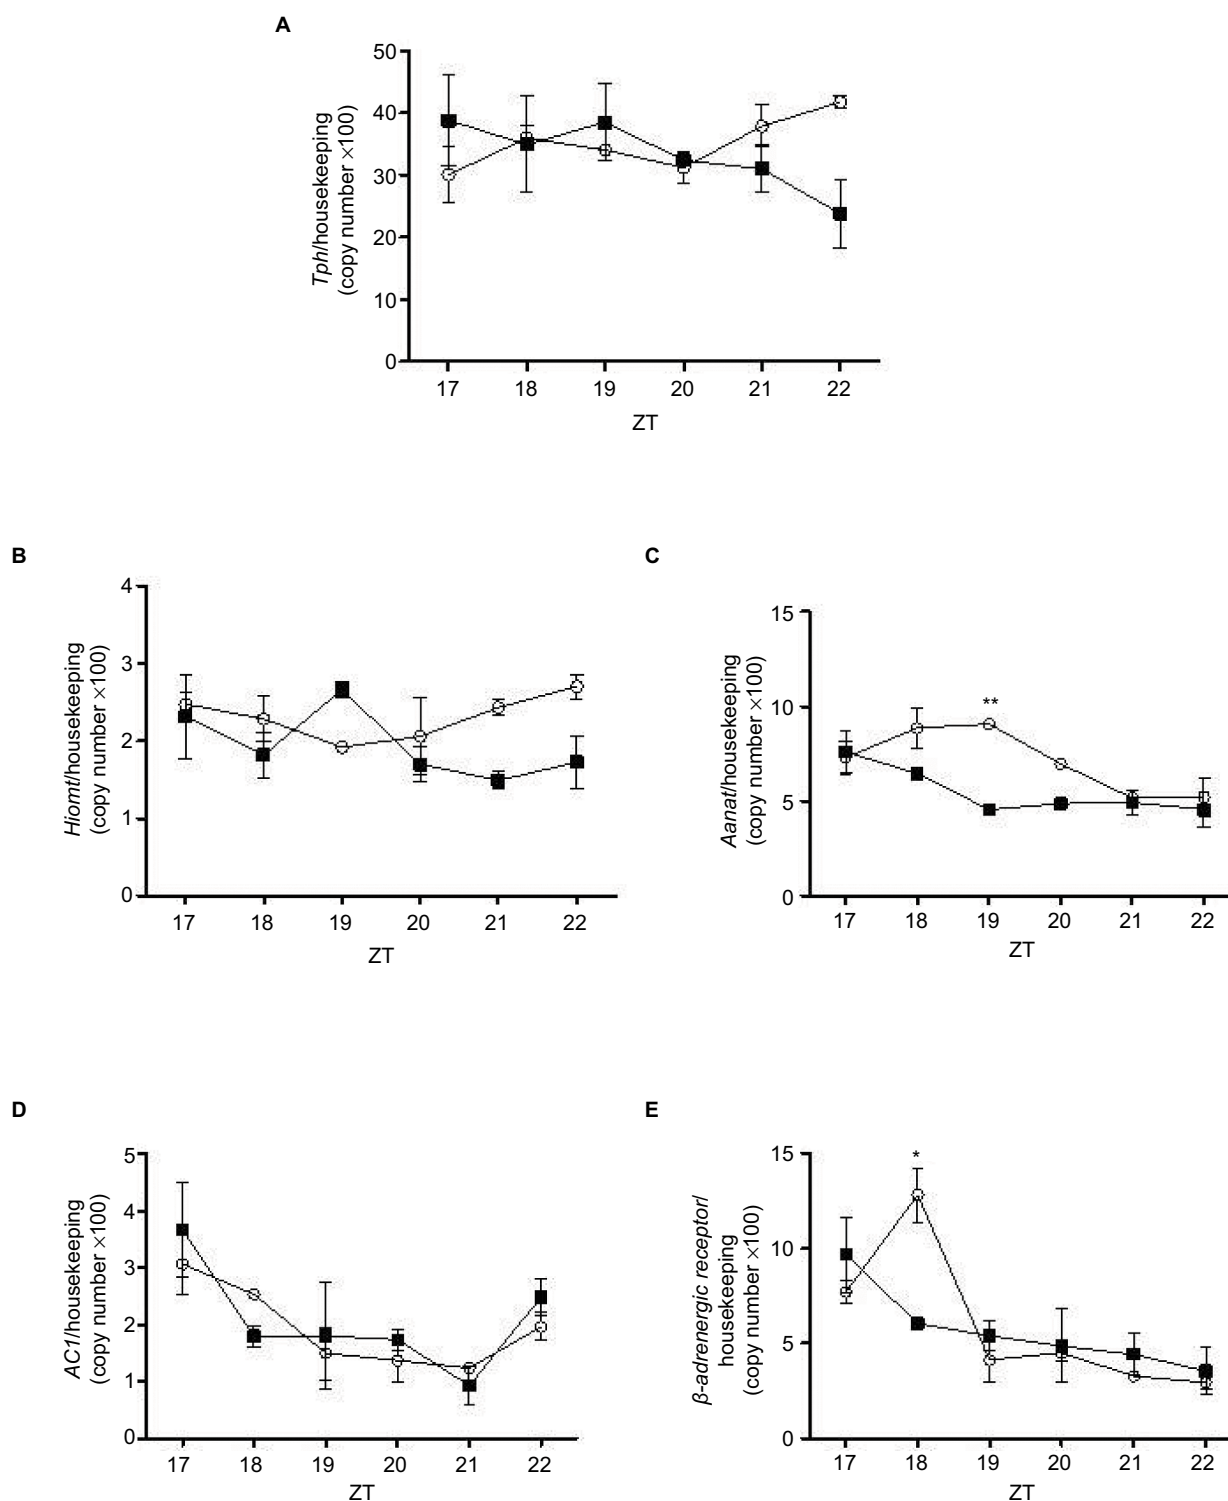 A
Tph/housekeeping
(copy number ×100)
50
40
30
20
10
0
17 18 19 20 21 22
ZT
B
Hiomt/housekeeping
(copy number ×100)
4
3
2
1
0
17 18 19 20 21 22
ZT
C
Aanat/housekeeping
(copy number ×100)
15
10
5
0
**
17 18 19 20 21 22
ZT
D
AC1/housekeeping
(copy number ×100)
5
4
3
2
1
0
17 18 19 20 21 22
ZT
E
β-adrenergic receptor/
housekeeping
(copy number ×100)
15
10
5
0
*
17 18 19 20 21 22
ZT